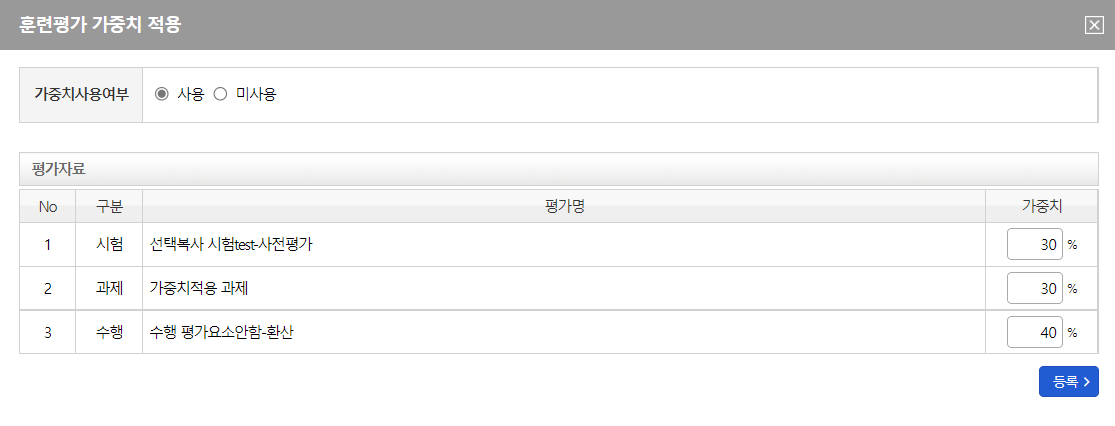 훈련평가 가중치 적용
가중치사용여부 사용 미사용
평가자료
No 구분 평가명 가중치
1 시험 선택복사 시험test-사전평가 30 %
2 과제 가중치적용 과제 30 %
3 수행 수행 평가요소안함-환산 40 %
등록 >